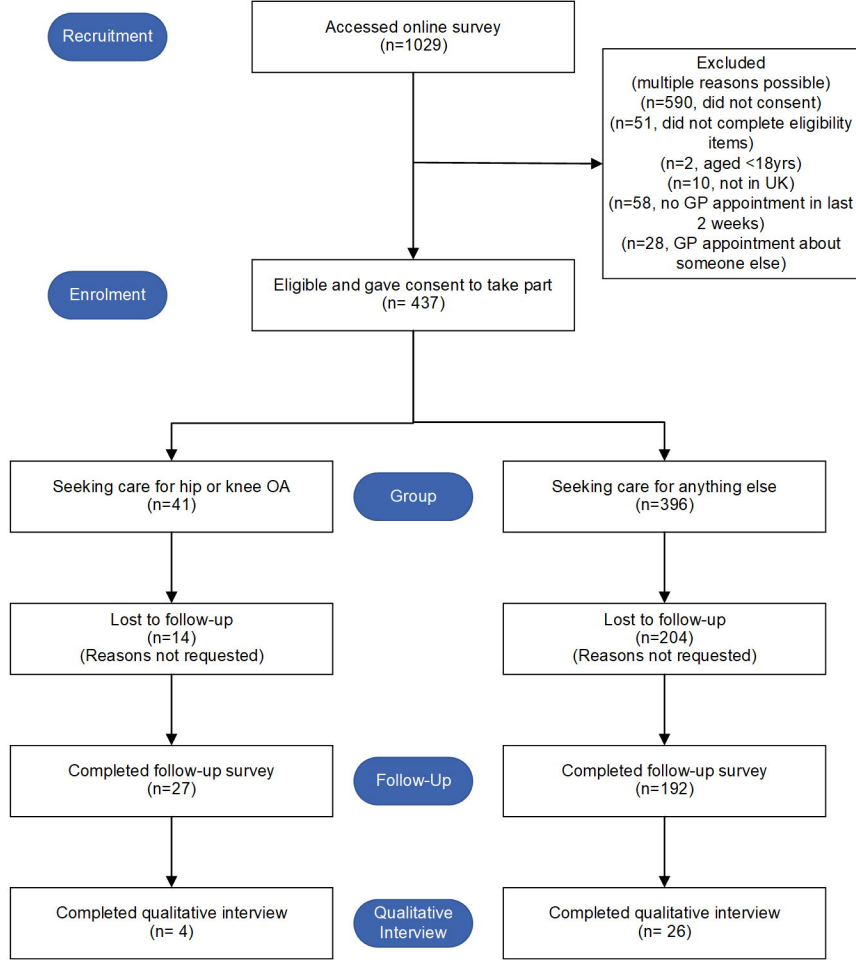 Recruitment
Accessed online survey
(n=1029)
Excluded
(multiple reasons possible)
(n=590, did not consent)
(n=51, did not complete eligibility
items)
(n=2, aged <18yrs)
(n=10, not in UK)
(n=58, no GP appointment in last
2 weeks)
(n=28, GP appointment about
someone else)
Enrolment
Eligible and gave consent to take part
(n= 437)
Seeking care for hip or knee OA
(n=41)
Group
Seeking care for anything else
(n=396)
Lost to follow-up
(n=14)
(Reasons not requested)
Lost to follow-up
(n=204)
(Reasons not requested)
Completed follow-up survey
(n=27)
Follow-Up
Completed follow-up survey
(n=192)
Completed qualitative interview
(n= 4)
Qualitative
Interview
Completed qualitative interview
(n= 26)